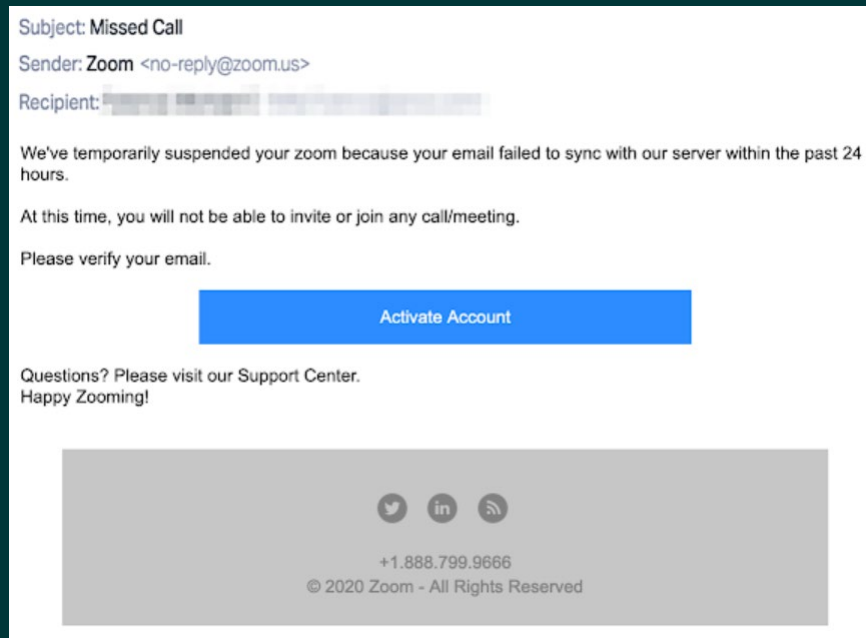 Subject: Missed Call
Sender: Zoom <no-reply@zoom.us>
Recipient:
We've temporarily suspended your zoom because your email failed to sync with our server within the past 24
hours.
At this time, you will not be able to invite or join any call/meeting.
Please verify your email.
Activate Account
Questions? Please visit our Support Center.
Happy Zooming!
in
+1.888.799.9666
© 2020 Zoom - All Rights Reserved